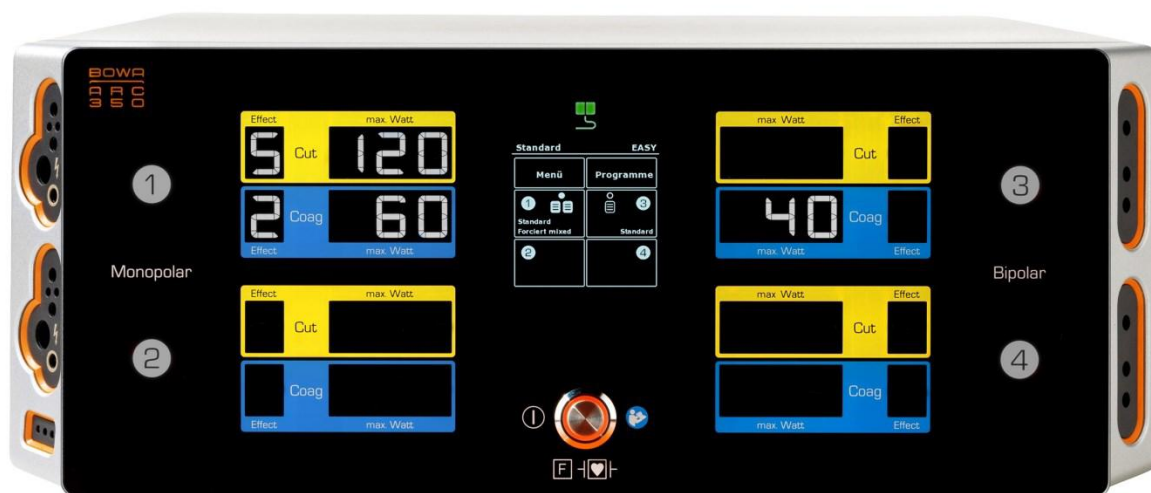 BOWA
ARC
350
Effect max. Watt
5 Cut 120
2 Coag 60
Effect max. Watt
1
Monopolar
Effect max. Watt
Cut
Coag
Effect max. Watt
2
Standard EASY
Menü Programme
1 3
Standard
Forciert mixed Standard
2 4
F
max. Watt Effect
Cut
40 Coag
max. Watt Effect
3
Bipolar
max. Watt Effect
Cut
Coag
max. Watt Effect
4